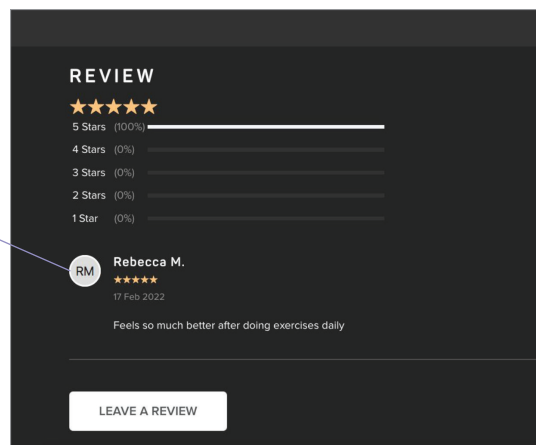 REVIEW
5 Stars (100%)
4 Stars (0%)
3 Stars (0%)
2 Stars (0%)
1 Star (0%)
RM
Rebecca M.
17 Feb 2022
Feels so much better after doing exercises daily
LEAVE A REVIEW